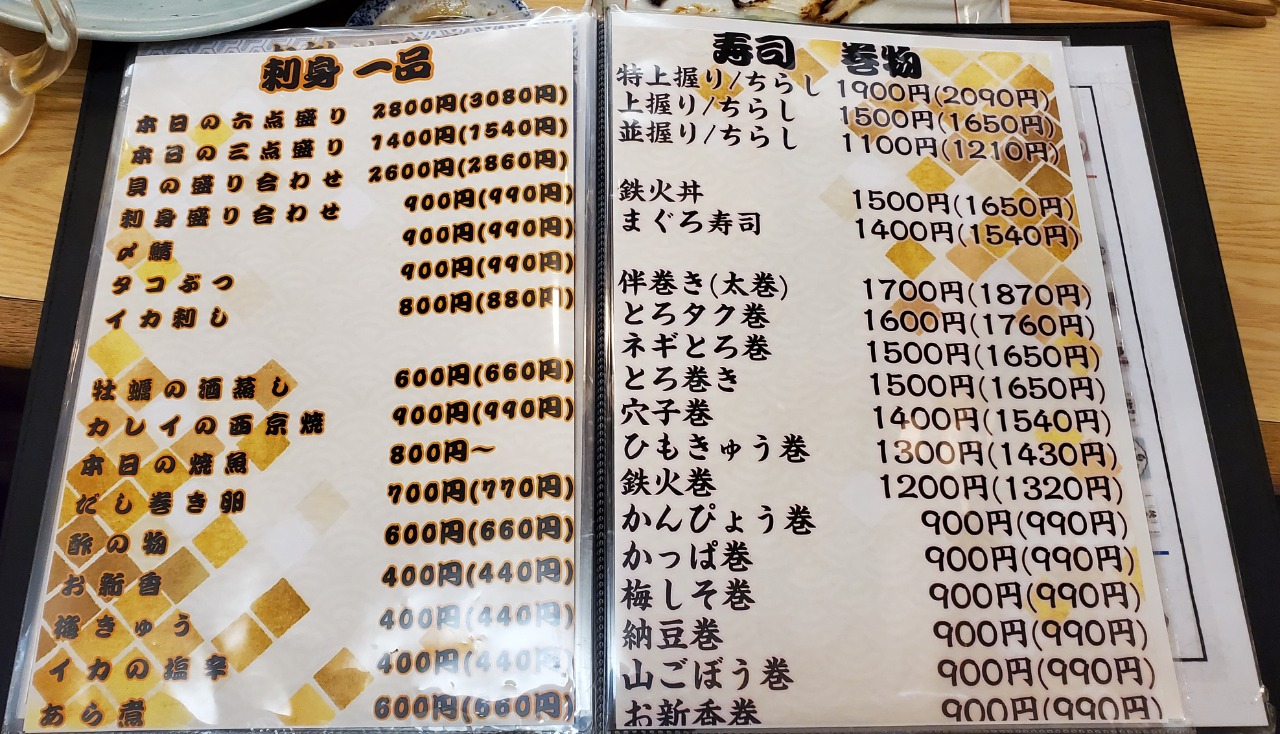 刺身 一品
本日の六点盛り 2800円(3080円)
本日の三点盛り 1400円(1540円)
貝の盛り合わせ 2600円(2860円)
刺身盛り合わせ 900円(990円)
〆鯖 900円(990円)
タコぶつ 900円(990円)
イカ刺し 800円(880円)
牡蠣の酒蒸し 600円(660円)
カレイの西京焼 900円(990円)
本日の焼魚 800円～
だし巻き卵 700円(770円)
酢の物 600円(660円)
お新香 400円(440円)
梅きゅう 400円(440円)
イカの塩辛 400円(440円)
あら煮 600円(660円)
寿司 巻物
特上握り/ちらし 1900円(2090円)
上握り/ちらし 1500円(1650円)
並握り/ちらし 1100円(1210円)
鉄火丼 1500円(1650円)
まぐろ寿司 1400円(1540円)
伴巻き(太巻) 1700円(1870円)
とろタク巻 1600円(1760円)
ネギとろ巻 1500円(1650円)
とろ巻き 1500円(1650円)
穴子巻 1400円(1540円)
ひもきゅう巻 1300円(1430円)
鉄火巻 1200円(1320円)
かんぴょう巻 900円(990円)
かっぱ巻 900円(990円)
梅しそ巻 900円(990円)
納豆巻 900円(990円)
山ごぼう巻 900円(990円)
お新香巻 900円(990円)